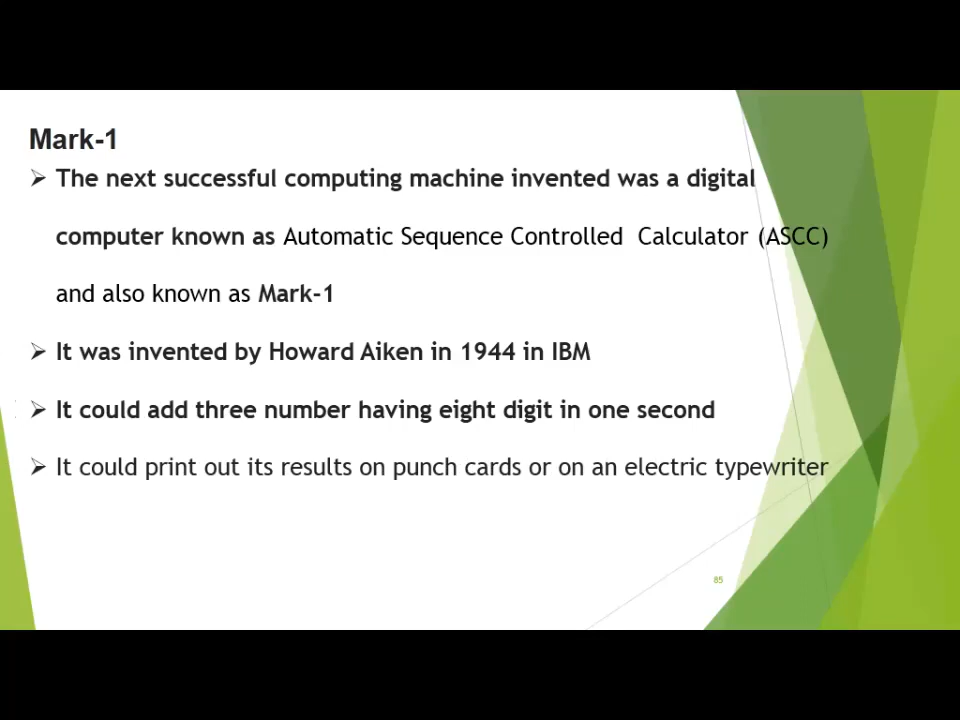 Mark-1
➢ The next successful computing machine invented was a digital
computer known as Automatic Sequence Controlled Calculator (ASCC)
and also known as Mark-1
➢ It was invented by Howard Aiken in 1944 in IBM
➢ It could add three number having eight digit in one second
➢ It could print out its results on punch cards or on an electric typewriter
85